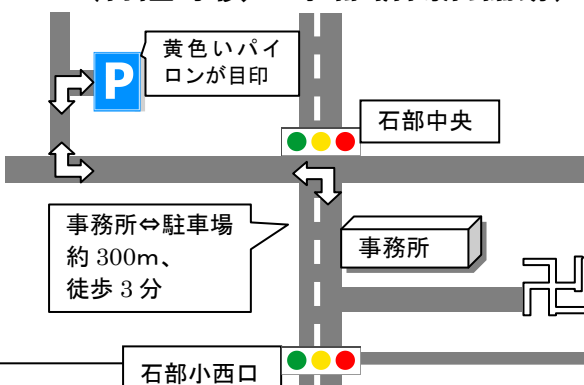 黄色いパイ
ロンが目印
P
石部中央
事務所⇔駐車場
約 300m、
徒歩 3 分
事務所
石部小西口